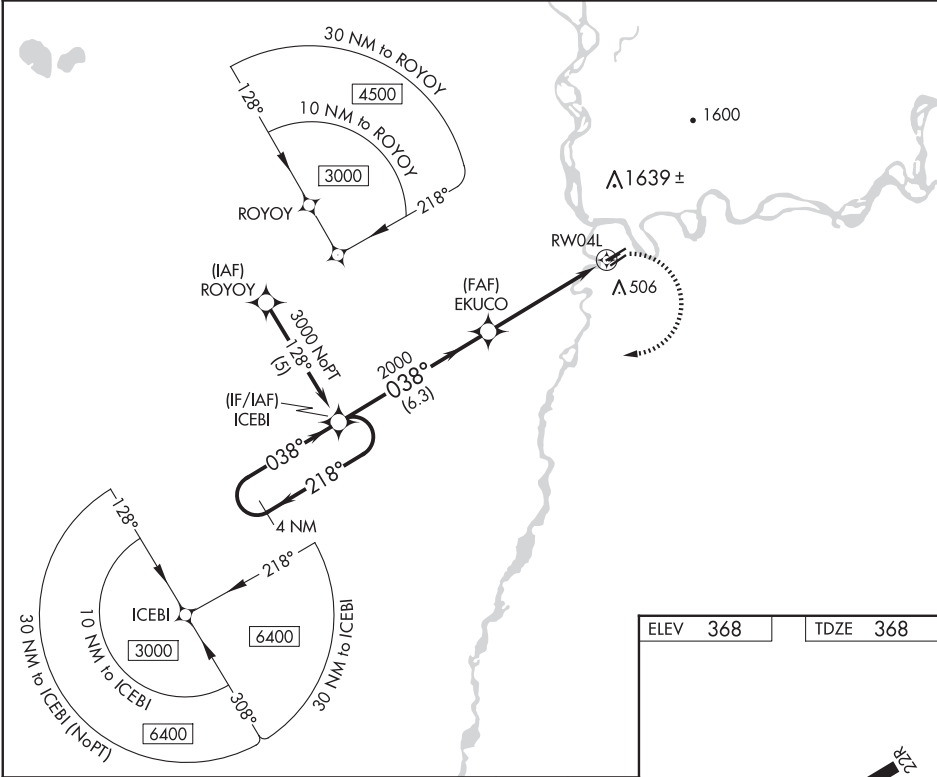 30 NM to ROYOY
4500
128°
10 NM to ROYOY
3000
218°
ROYOY
1600
1639 ±
RW04L
506
(IAF)
ROYOY
3000 NoPT
128°
(5)
(FAF)
EKUCO
2000
038°
(6.3)
(IF/IAF)
ICEBI
038°
218°
4 NM
128°
218°
ICEBI
3000
6400
10 NM to ICEBI
30 NM to ICEBI
308°
30 NM to ICEBI (NoPT)
6400
ELEV 368
TDZE 368
22R